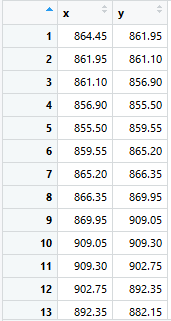 x y
1 864.45 861.95
2 861.95 861.10
3 861.10 856.90
4 856.90 855.50
5 855.50 859.55
6 859.55 865.20
7 865.20 866.35
8 866.35 869.95
9 869.95 909.05
10 909.05 909.30
11 909.30 902.75
12 902.75 892.35
13 892.35 882.15